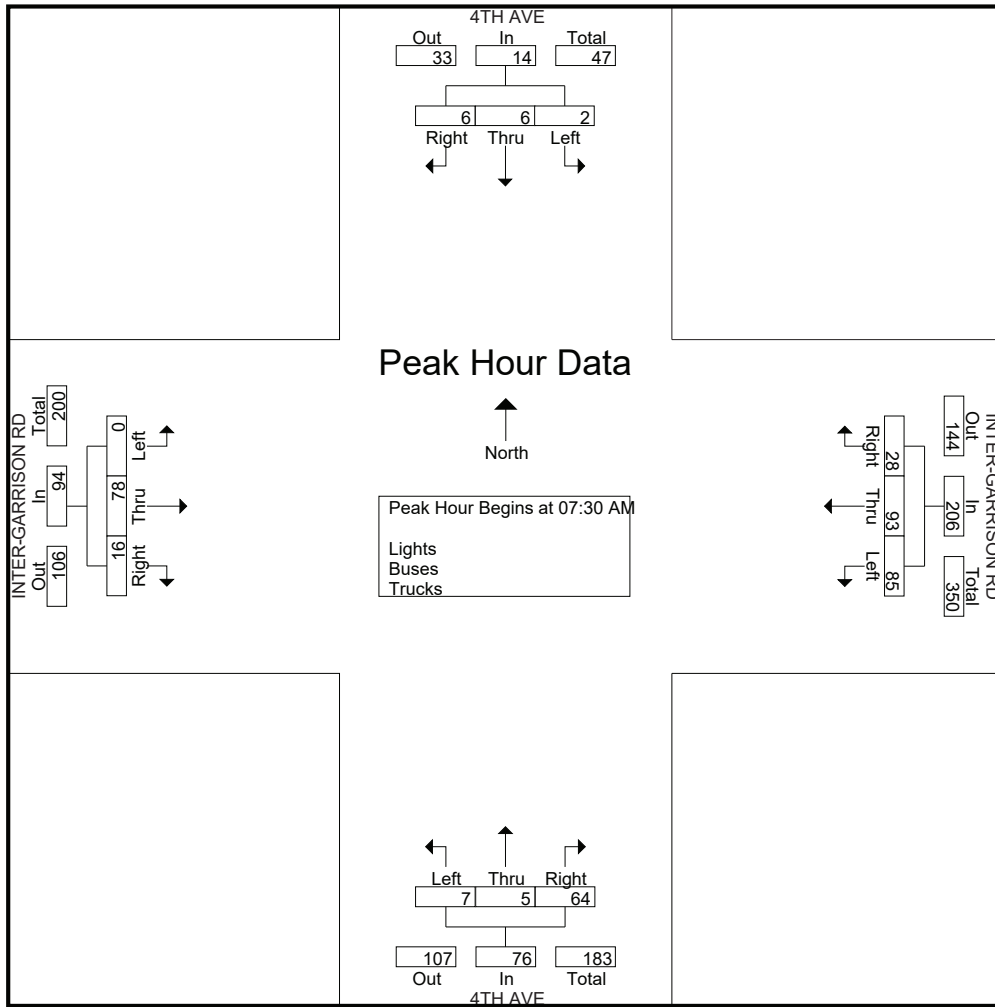 4TH AVE
Out In Total
33 14 47
6 6 2
Right Thru Left
Peak Hour Data
North
Peak Hour Begins at 07:30 AM
Lights
Buses
Trucks
INTER-GARRISON RD
Out In Total
106 94 200
16 78 0
Right Thru Left
INTER-GARRISON RD
Out In Total
144 206 350
28 93 85
Right Thru Left
Left Thru Right
7 5 64
107 76 183
Out In Total
4TH AVE